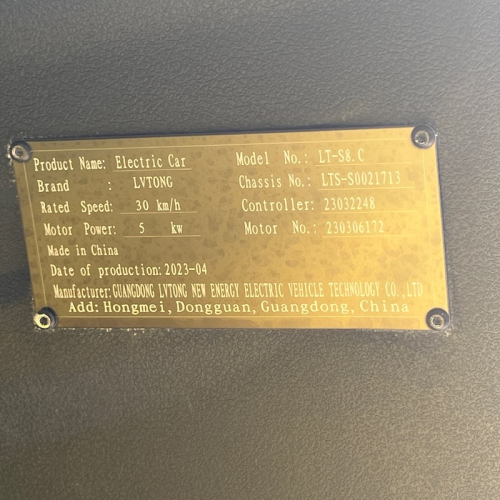 Product Name: Electric Car Model No.: LT-S8.C
Brand : LVTONG Chassis No.: LTS-S0021713
Rated Speed: 30 km/h Controller: 23032248
Motor Power: 5 kw Motor No.: 230306172
Made in China
Date of production: 2023-04
Manufacturer: GUANGDONG LVTONG NEW ENERGY ELECTRIC VEHICLE TECHNOLOGY CO.,LTD
Add: Hongmei, Dongguan, Guangdong, China